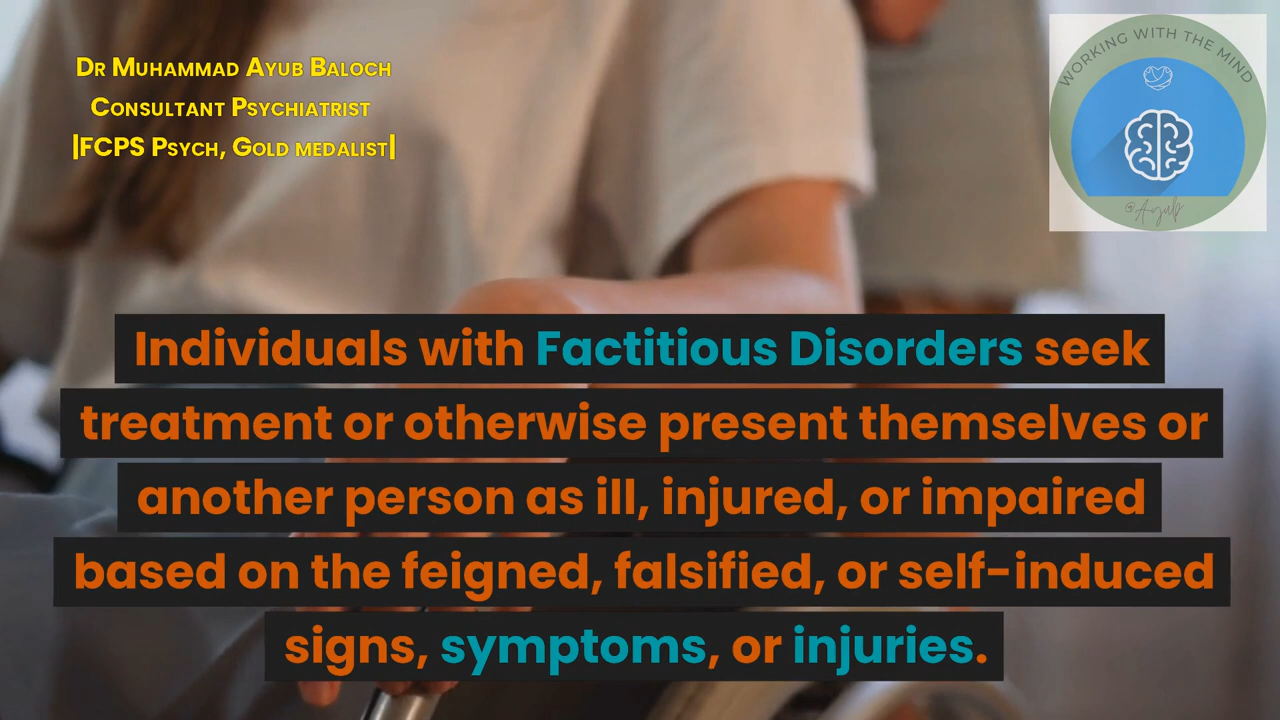 Dr Muhammad Ayub Baloch
Consultant Psychiatrist
|FCPS Psych, Gold medalist|
WORKING WITH THE MIND
@Ayub
Individuals with Factitious Disorders seek
treatment or otherwise present themselves or
another person as ill, injured, or impaired
based on the feigned, falsified, or self-induced
signs, symptoms, or injuries.